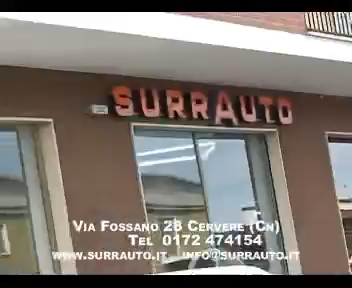 SURRAUTO
VIA FOSSANO 28 CERVERE (CN)
TEL 0172 474154
WWW.SURRAUTO.IT INFO@SURRAUTO.IT